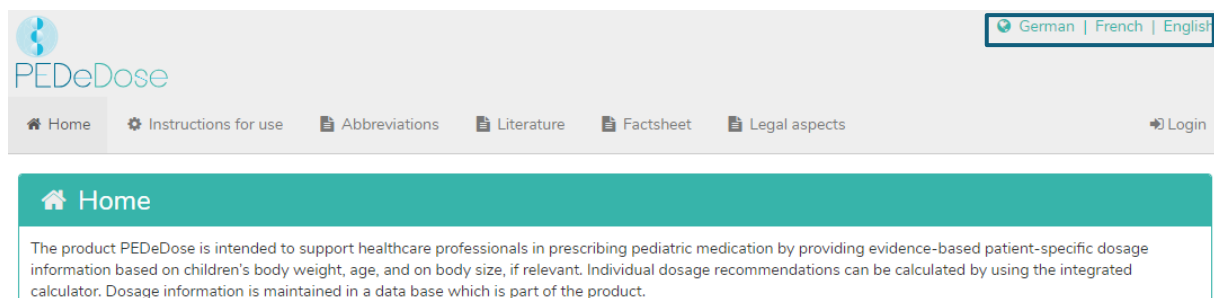 German | French | English
PEDeDose
Home Instructions for use Abbreviations Literature Factsheet Legal aspects Login
Home
The product PEDeDose is intended to support healthcare professionals in prescribing pediatric medication by providing evidence-based patient-specific dosage
information based on children's body weight, age, and on body size, if relevant. Individual dosage recommendations can be calculated by using the integrated
calculator. Dosage information is maintained in a data base which is part of the product.